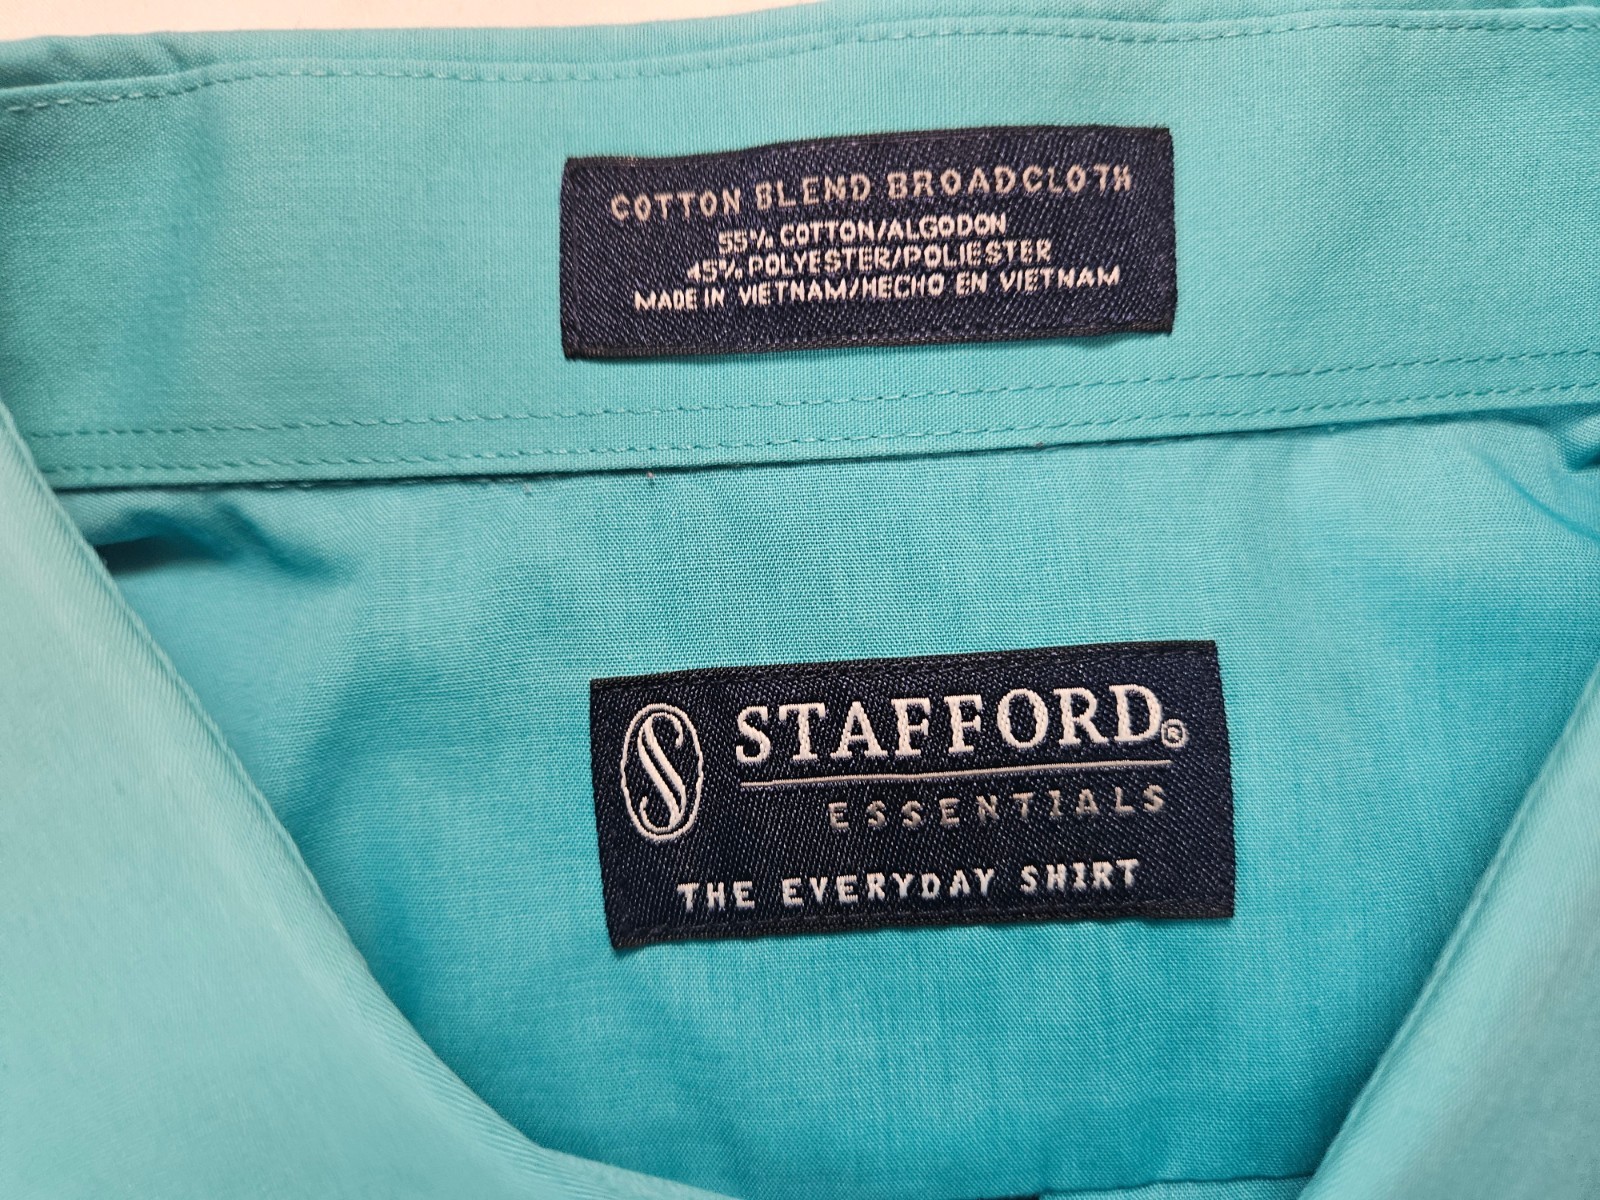 COTTON BLEND BROADCLOTH
55% COTTON/ALGODON
45% POLYESTER/POLIESTER
MADE IN VIETNAM/HECHO EN VIETNAM
S STAFFORD®
ESSENTIALS
THE EVERYDAY SHIRT